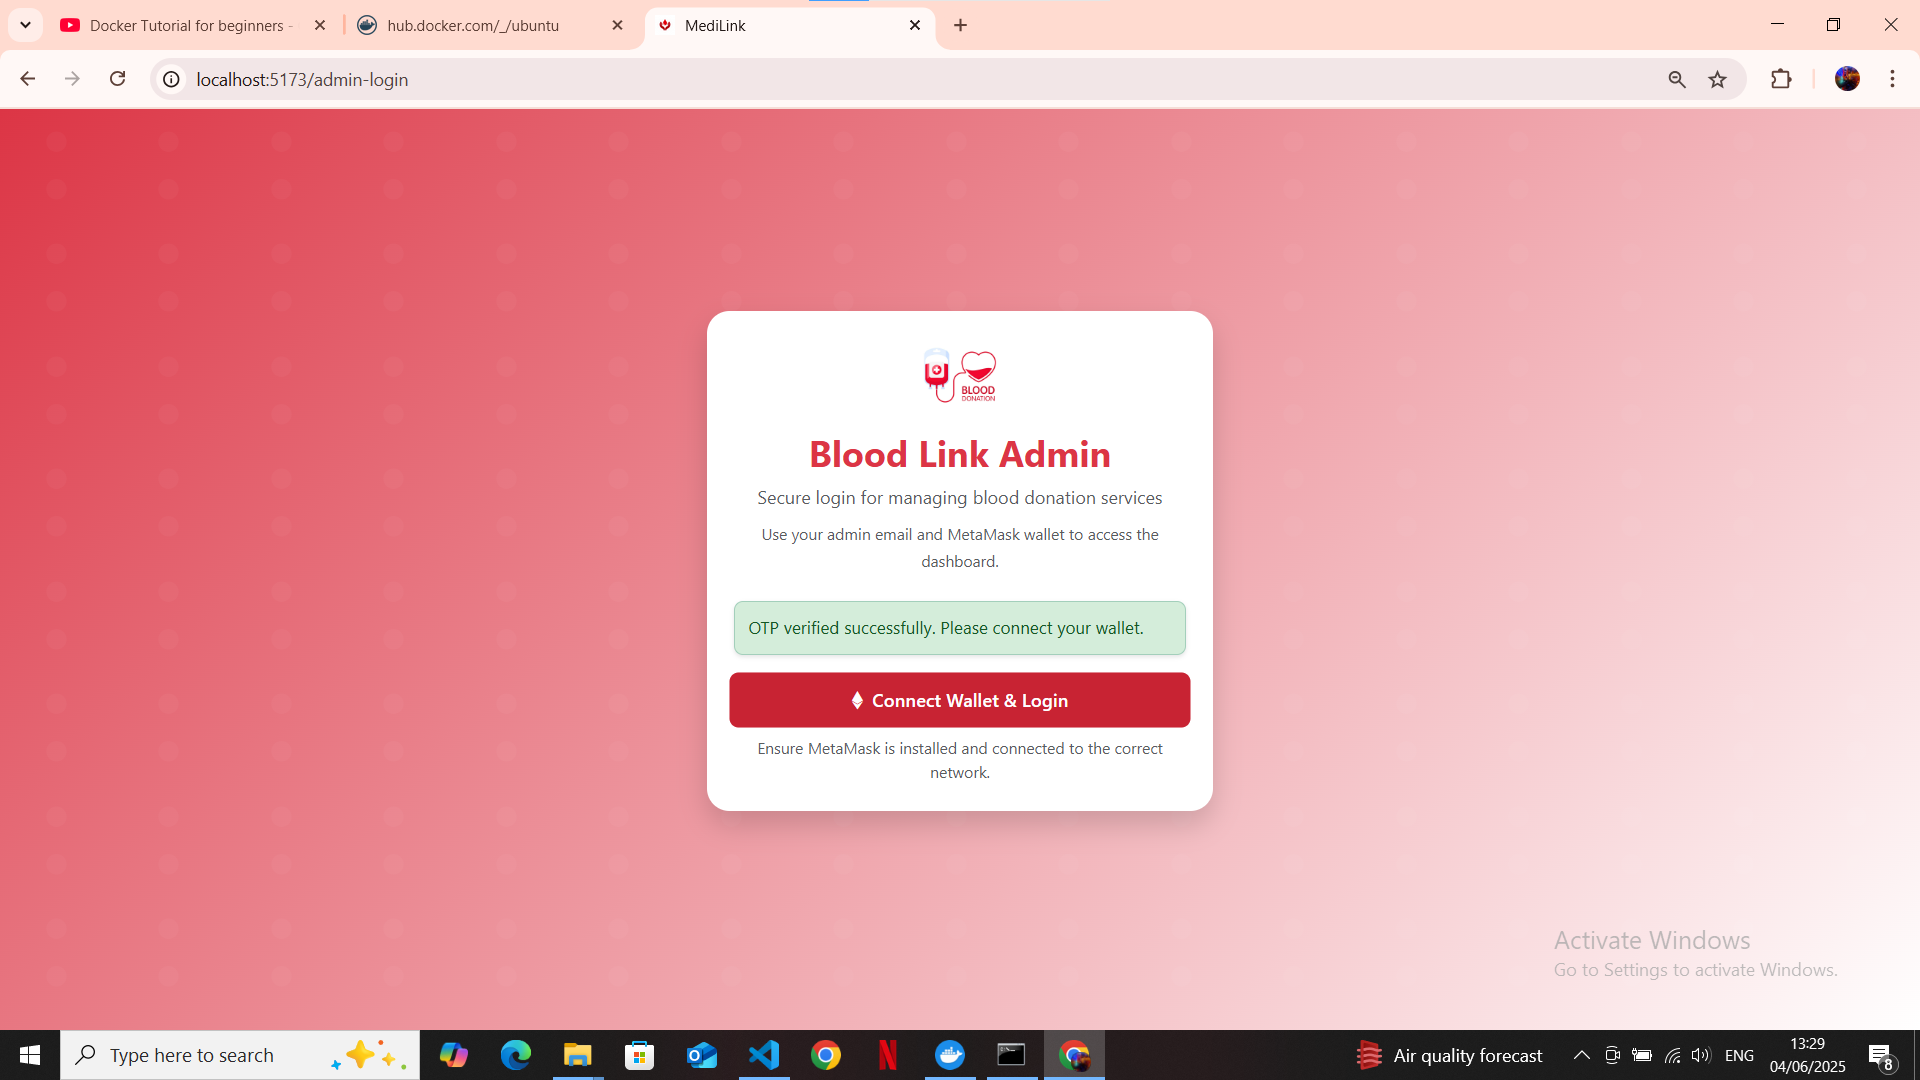 Docker Tutorial for beginners -
hub.docker.com/_/ubuntu
MediLink
localhost:5173/admin-login
BLOOD
DONATION
Blood Link Admin
Secure login for managing blood donation services
Use your admin email and MetaMask wallet to access the
dashboard.
OTP verified successfully. Please connect your wallet.
Connect Wallet & Login
Ensure MetaMask is installed and connected to the correct
network.
Activate Windows
Go to Settings to activate Windows.
Type here to search
Air quality forecast
ENG
13:29
04/06/2025
8